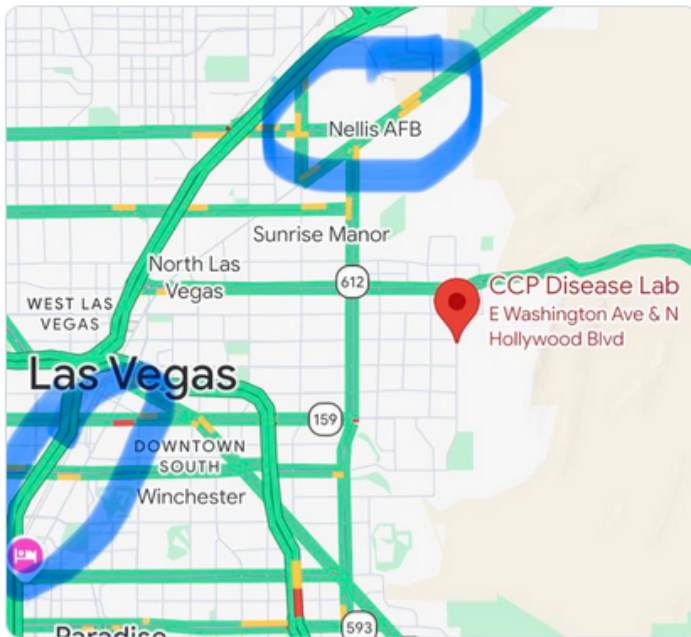 Nellis AFB
Sunrise Manor
North Las
Vegas
612
CCP Disease Lab
E Washington Ave & N
Hollywood Blvd
WEST LAS
VEGAS
Las Vegas
159
DOWNTOWN
SOUTH
Winchester
593
Paradise